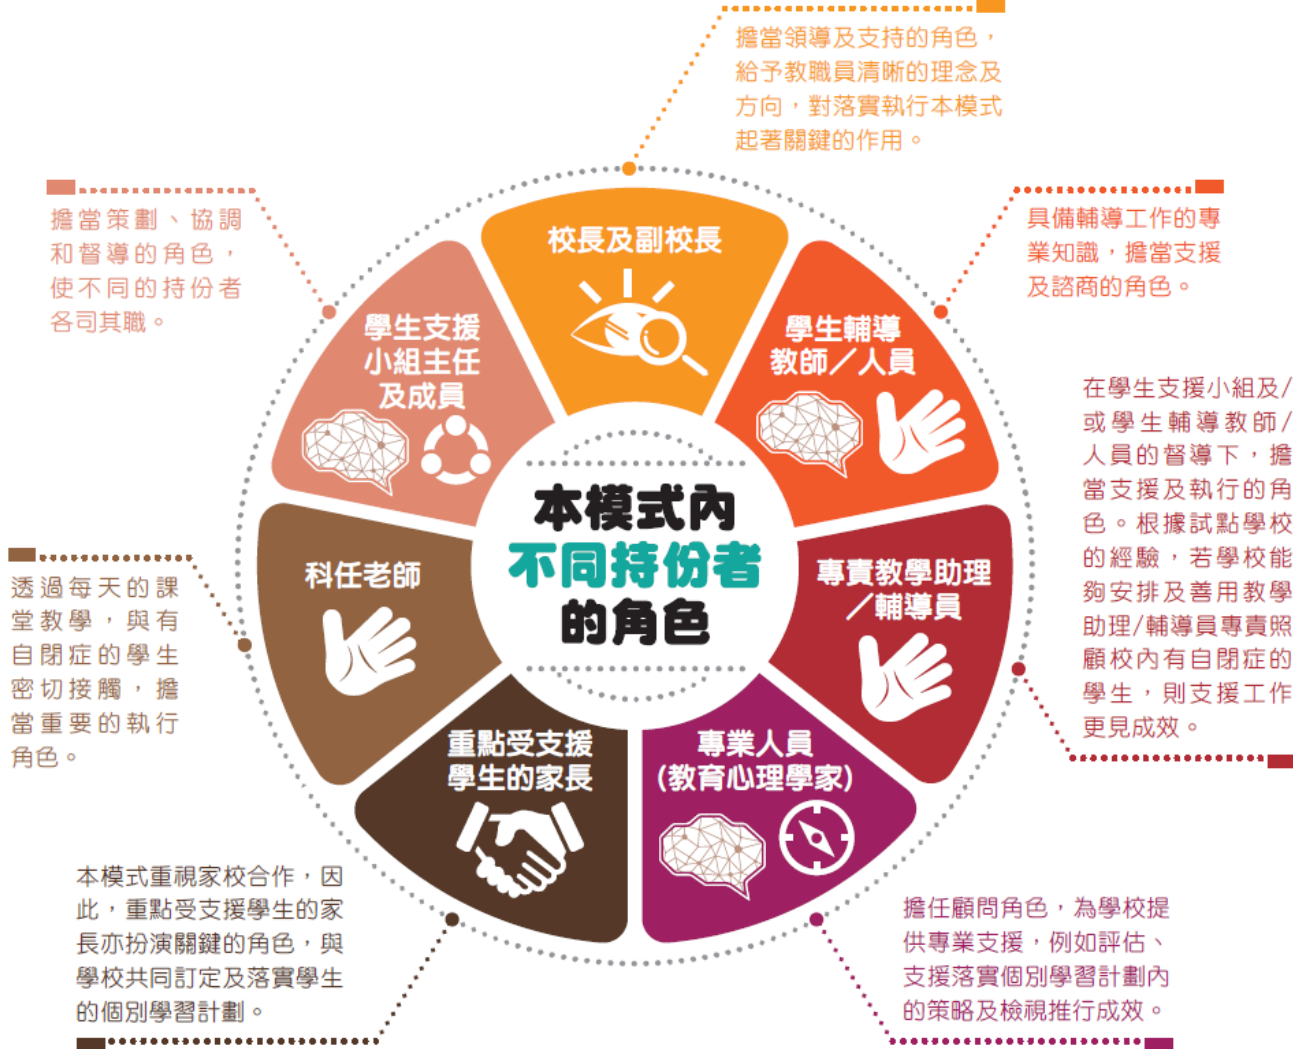 擔當領導及支持的角色，
給予教職員清晰的理念及
方向，對落實執行本模式
起著關鍵的作用。
擔當策劃、協調
和督導的角色，
使不同的持份者
各司其職。
具備輔導工作的專
業知識，擔當支援
及諮商的角色。
校長及副校長
學生支援
小組主任
及成員
學生輔導
教師／人員
在學生支援小組及/
或學生輔導教師/
人員的督導下，擔
當支援及執行的角
色。根據試點學校
的經驗，若學校能
夠安排及善用教學
助理/輔導員專責照
顧校內有自閉症的
學生，則支援工作
更見成效。
本模式內
不同持份者
的角色
科任老師
專責教學助理
／輔導員
透過每天的課
堂教學，與有
自閉症的學生
密切接觸，擔
當重要的執行
角色。
重點受支援
學生的家長
專業人員
(教育心理學家)
本模式重視家校合作，因
此，重點受支援學生的家
長亦扮演關鍵的角色，與
學校共同訂定及落實學生
的個別學習計劃。
擔任顧問角色，為學校提
供專業支援，例如評估、
支援落實個別學習計劃內
的策略及檢視推行成效。